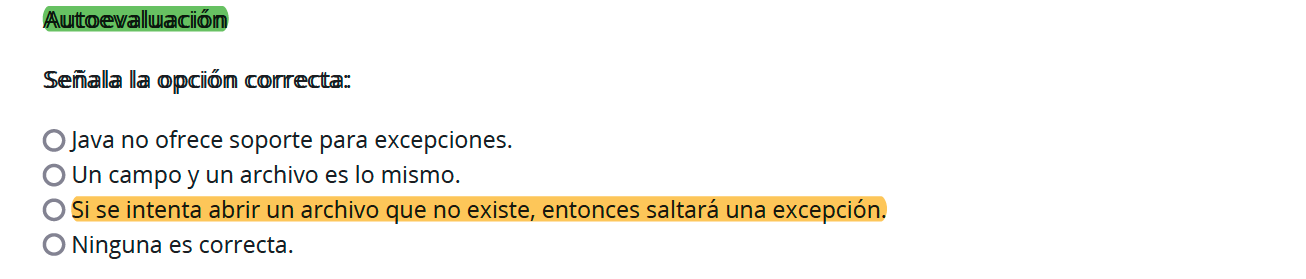 Autoevaluación
Señala la opción correcta:
Java no ofrece soporte para excepciones.
Un campo y un archivo es lo mismo.
Si se intenta abrir un archivo que no existe, entonces saltará una excepción.
Ninguna es correcta.